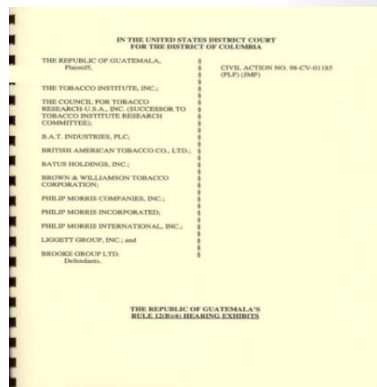 IN THE UNITED STATES DISTRICT COURT
FOR THE DISTRICT OF COLUMBIA
THE REPUBLIC OF GUATEMALA,
Plaintiff,
§ CIVIL ACTION NO. 98-CV-01185
(PLF) (JMF)
THE TOBACCO INSTITUTE, INC.;
THE COUNCIL FOR TOBACCO
RESEARCH-U.S.A., INC. (SUCCESSOR TO
TOBACCO INSTITUTE RESEARCH
COMMITTEE);
B.A.T. INDUSTRIES, PLC;
BRITISH AMERICAN TOBACCO CO., LTD.;
BATUS HOLDINGS, INC.;
BROWN & WILLIAMSON TOBACCO
CORPORATION;
PHILIP MORRIS COMPANIES, INC.;
PHILIP MORRIS INCORPORATED;
PHILIP MORRIS INTERNATIONAL, INC.;
LIGGETT GROUP, INC.; and
BROOKE GROUP LTD.
Defendants.
THE REPUBLIC OF GUATEMALA'S
RULE 12(B)(6) HEARING EXHIBITS